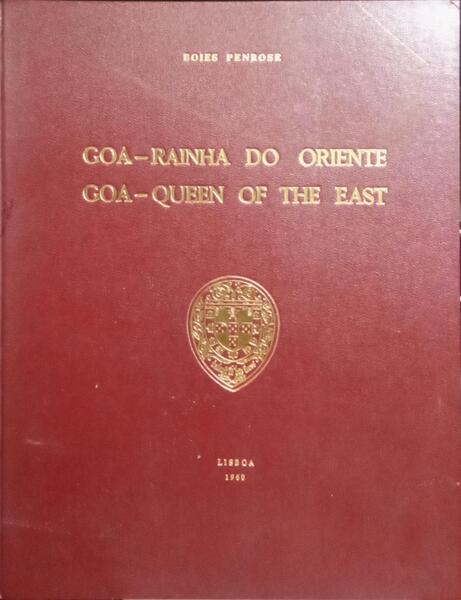 BOIES PENROSE
GOA-RAINHA DO ORIENTE
GOA-QUEEN OF THE EAST
LISBOA
1960